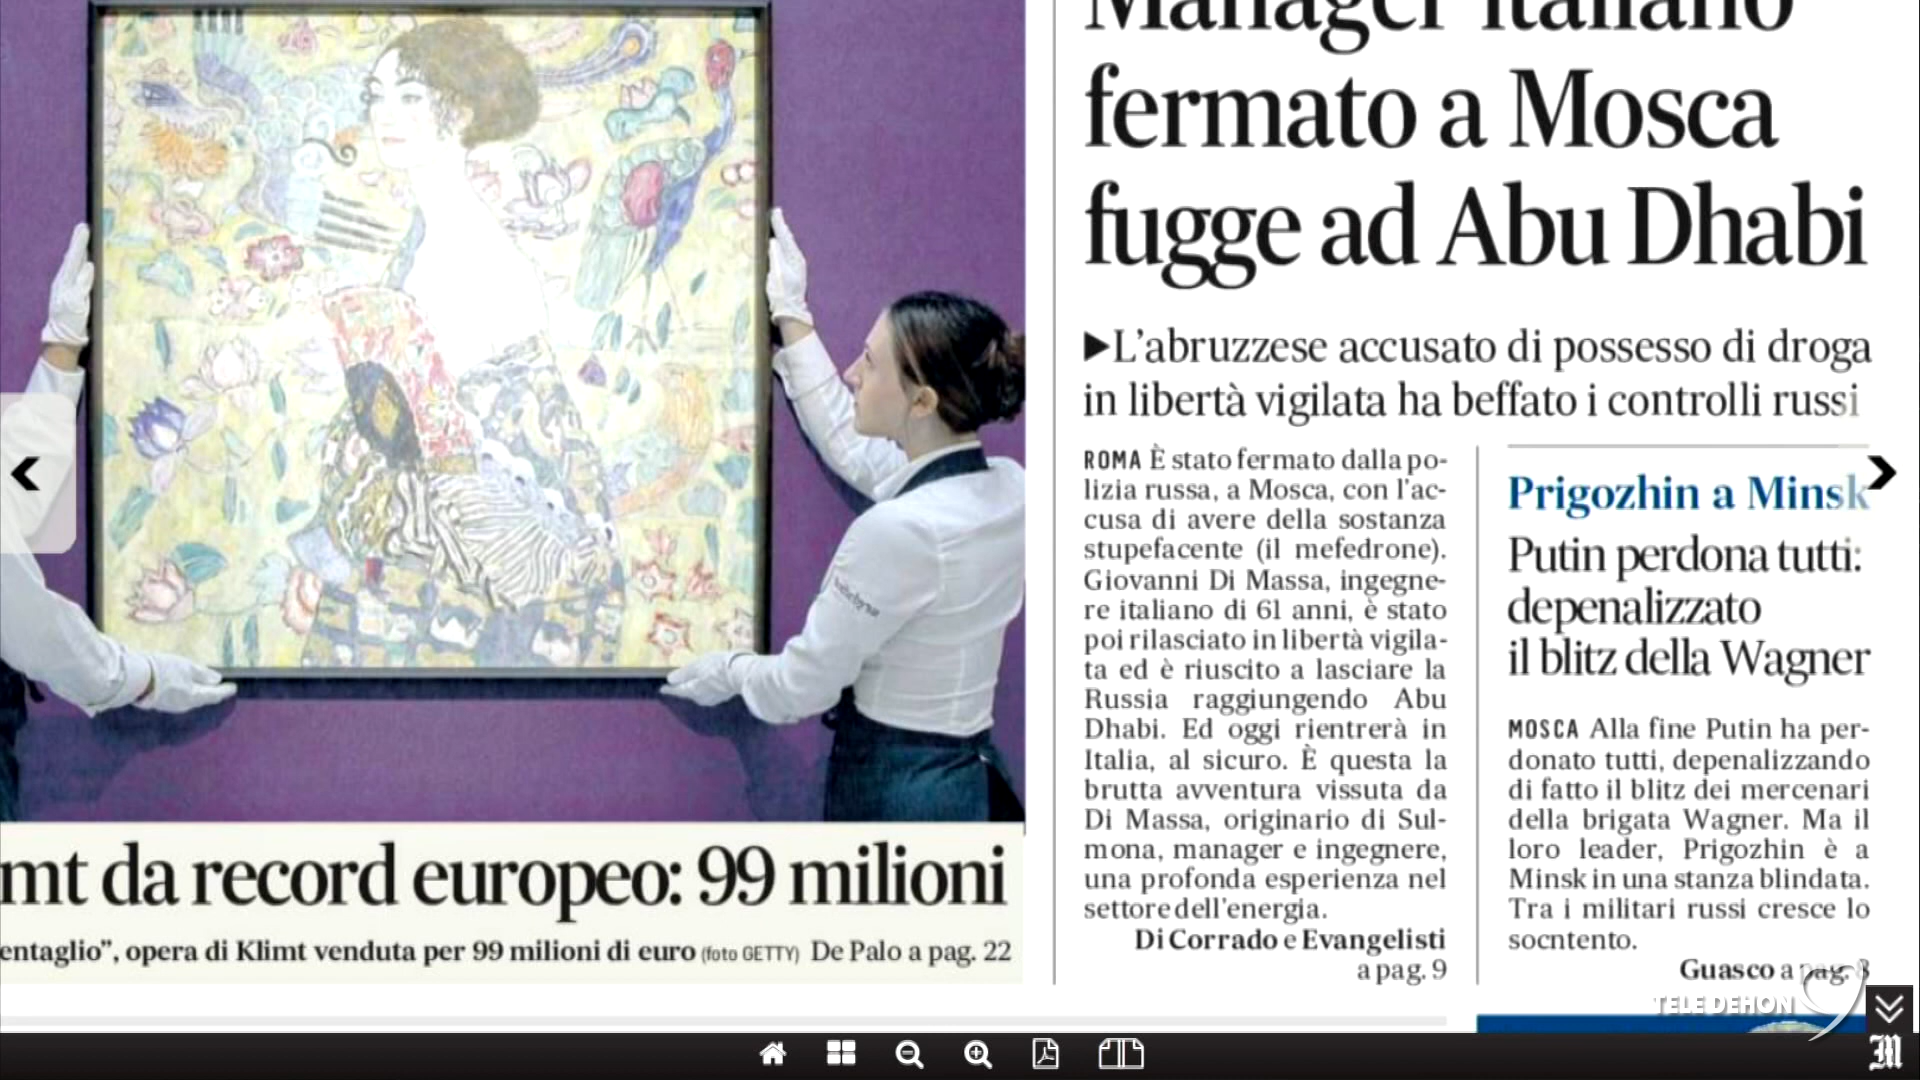 Manager italiano
fermato a Mosca
fugge ad Abu Dhabi
▶L'abruzzese accusato di possesso di droga
in libertà vigilata ha beffato i controlli russi
ROMA È stato fermato dalla po-
lizia russa, a Mosca, con l'ac-
cusa di avere della sostanza
stupefacente (il mefedrone).
Giovanni Di Massa, ingegne-
re italiano di 61 anni, è stato
poi rilasciato in libertà vigila-
ta ed è riuscito a lasciare la
Russia raggiungendo Abu
Dhabi. Ed oggi rientrerà in
Italia, al sicuro. È questa la
brutta avventura vissuta da
Di Massa, originario di Sul-
mona, manager e ingegnere,
una profonda esperienza nel
settore dell'energia.
Di Corrado e Evangelisti
a pag. 9
Prigozhin a Minsk
Putin perdona tutti:
depenalizzato
il blitz della Wagner
MOSCA Alla fine Putin ha per-
donato tutti, depenalizzando
di fatto il blitz dei mercenari
della brigata Wagner. Ma il
loro leader, Prigozhin è a
Minsk in una stanza blindata.
Tra i militari russi cresce lo
socntento.
Guasco a pag. 8
mt da record europeo: 99 milioni
entaglio”, opera di Klimt venduta per 99 milioni di euro (foto GETTY) De Palo a pag. 22
TELE DEHON
M